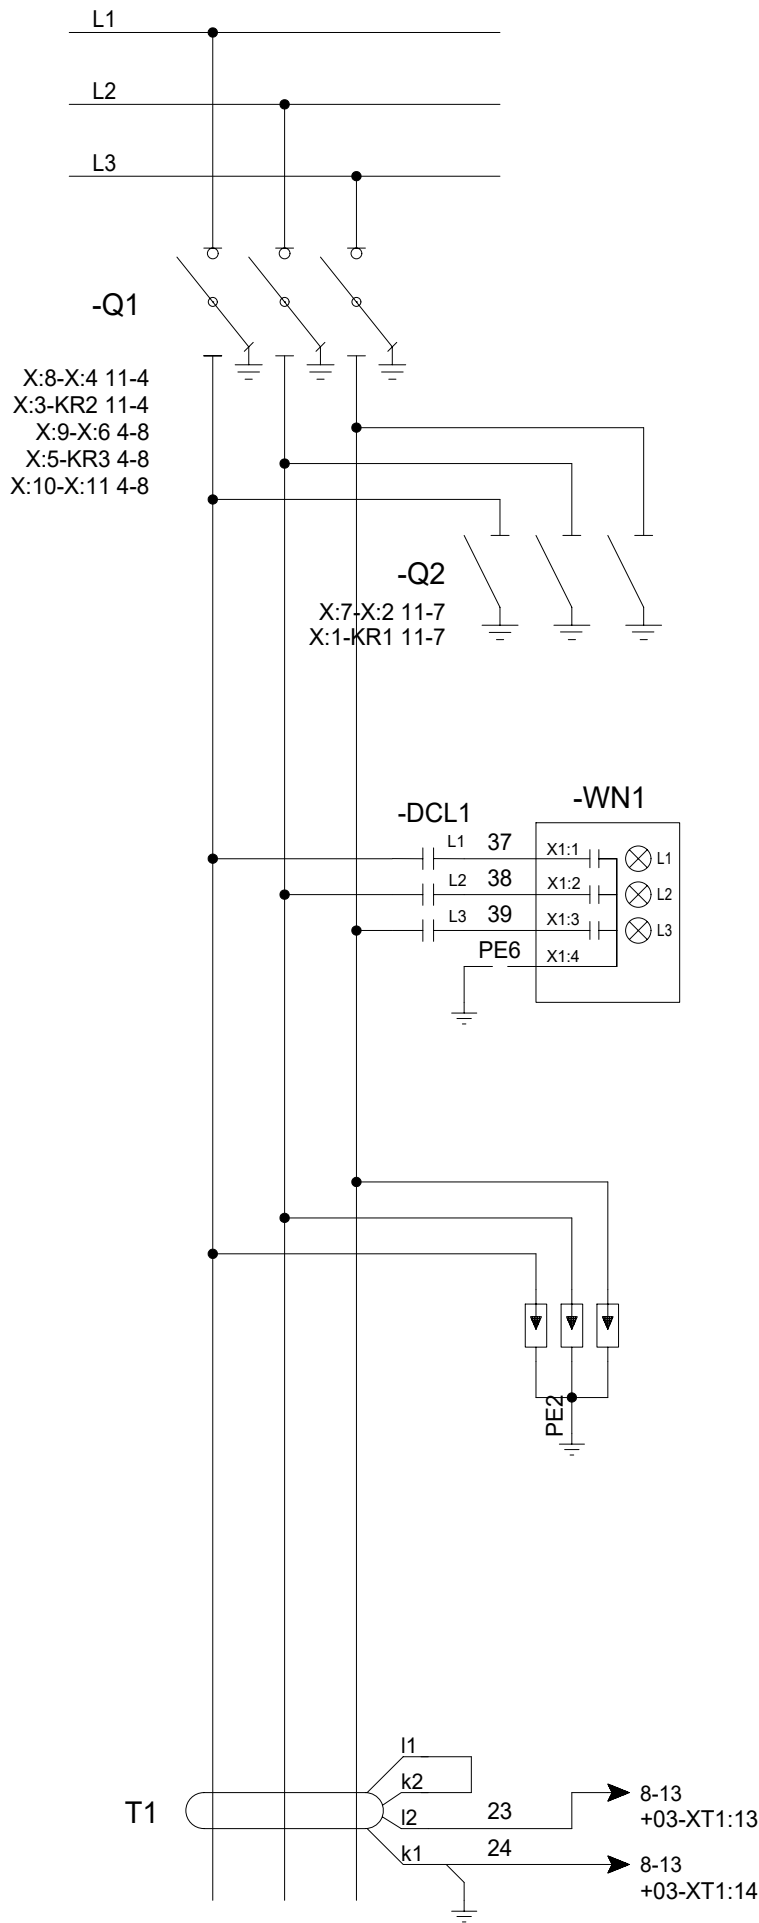 L1
L2
L3
-Q1
X:8-X:4 11-4
X:3-KR2 11-4
X:9-X:6 4-8
X:5-KR3 4-8
X:10-X:11 4-8
-Q2
X:7-X:2 11-7
X:1-KR1 11-7
-DCL1
-WN1
L1 37 X1:1 L1
L2 38 X1:2 L2
L3 39 X1:3 L3
PE6 X1:4
PE2
T1
l1
k2
l2 23
8-13
+03-XT1:13
k1 24
8-13
+03-XT1:14